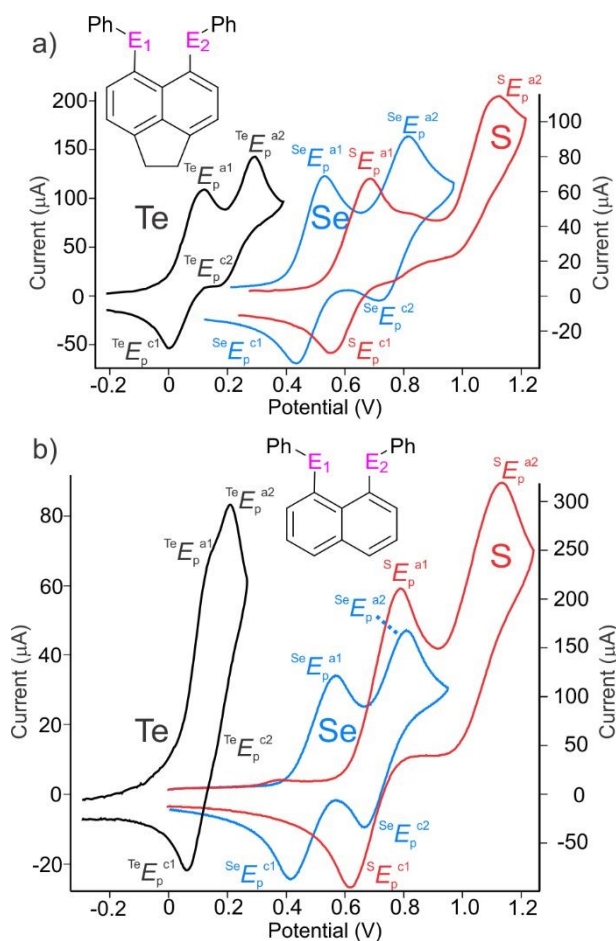 a)
Ph Ph
E₁ E₂
200
150
100
50
0
-50
Current (µA)
100
80
60
40
20
0
-20
Current (µA)
Te
Se
S
ᵀᵉEₚᵃ¹
ᵀᵉEₚᵃ²
ᵀᵉEₚᶜ²
ᵀᵉEₚᶜ¹
ˢᵉEₚᵃ¹
ˢᵉEₚᵃ²
ˢᵉEₚᶜ²
ˢᵉEₚᶜ¹
ˢEₚᵃ¹
ˢEₚᵃ²
ˢEₚᶜ¹
-0.2 0 0.2 0.4 0.6 0.8 1.0 1.2
Potential (V)
b)
Ph Ph
E₁ E₂
80
60
40
20
0
-20
Current (µA)
300
250
200
150
100
50
0
-50
Current (µA)
Te
Se
S
ᵀᵉEₚᵃ¹
ᵀᵉEₚᵃ²
ᵀᵉEₚᶜ²
ᵀᵉEₚᶜ¹
ˢᵉEₚᵃ¹
ˢᵉEₚᵃ²
ˢᵉEₚᶜ²
ˢᵉEₚᶜ¹
ˢEₚᵃ¹
ˢEₚᵃ²
ˢEₚᶜ¹
-0.2 0 0.2 0.4 0.6 0.8 1.0 1.2
Potential (V)